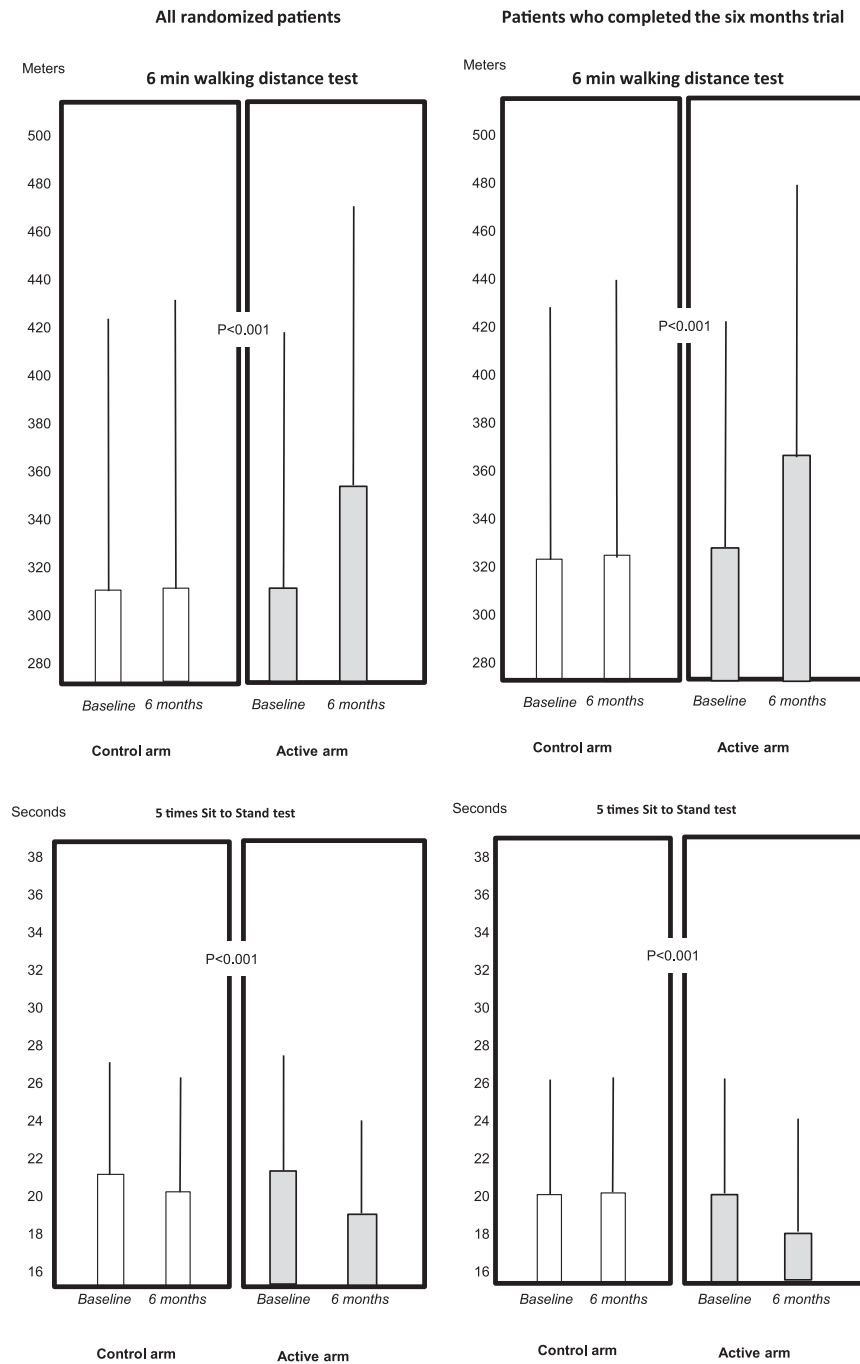 All randomized patients
Meters
6 min walking distance test
500
480
460
440
420
400
380
360
340
320
300
280
P<0.001
Baseline 6 months Baseline 6 months
Control arm Active arm
Patients who completed the six months trial
Meters
6 min walking distance test
500
480
460
440
420
400
380
360
340
320
300
280
P<0.001
Baseline 6 months Baseline 6 months
Control arm Active arm
Seconds
5 times Sit to Stand test
38
36
34
32
30
28
26
24
22
20
18
16
P<0.001
Baseline 6 months Baseline 6 months
Control arm Active arm
Seconds
5 times Sit to Stand test
38
36
34
32
30
28
26
24
22
20
18
16
P<0.001
Baseline 6 months Baseline 6 months
Control arm Active arm